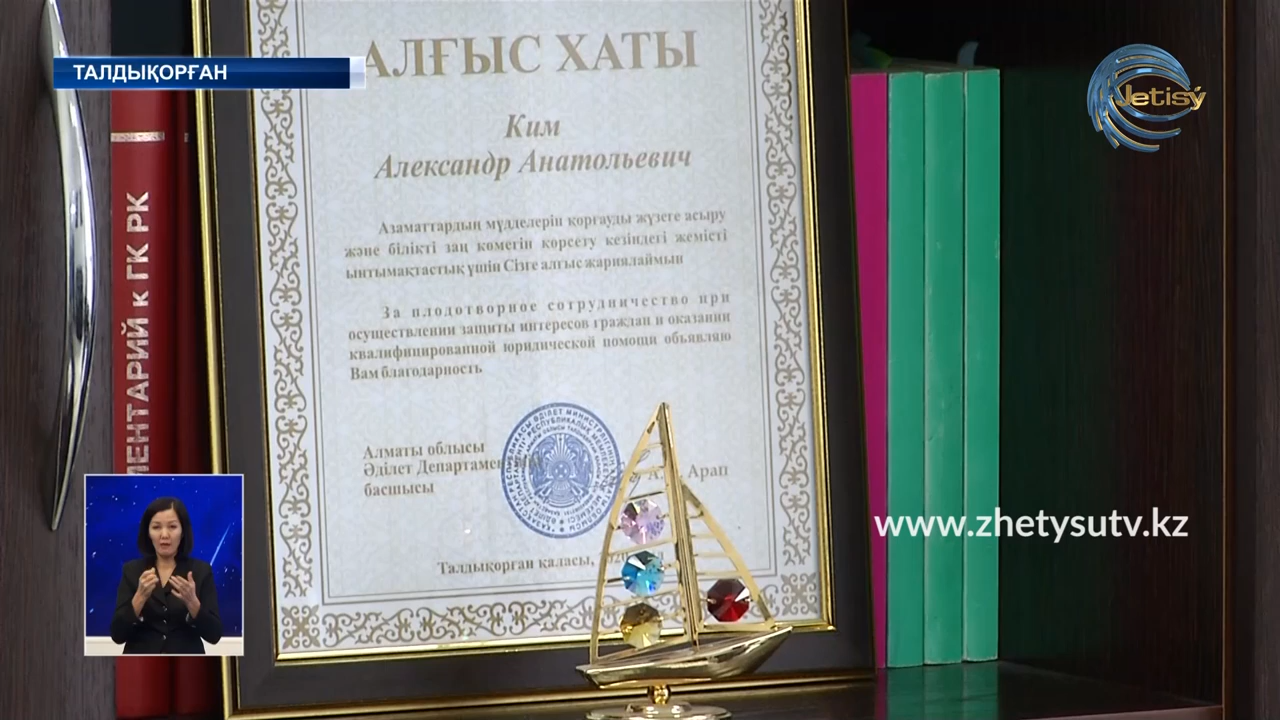 ТАЛДЫҚОРҒАН
Jetisý
АЛҒЫС ХАТЫ
Ким
Александр Анатольевич
Азаматтардың мүдделерін қорғауды жүзеге асыру
және білікті заң көмегін көрсету кезіндегі жемісті
ынтымақтастық үшін Сізге алғыс жариялаймын
За плодотворное сотрудничество при
осуществлении защиты интересов граждан и оказании
квалифицированной юридической помощи объявляю
Вам благодарность
Алматы облысы
Әділет Департаментінің
басшысы
Арап
Талдықорған қаласы,
МЕНТАРИЙ к ГК РК
www.zhetysutv.kz